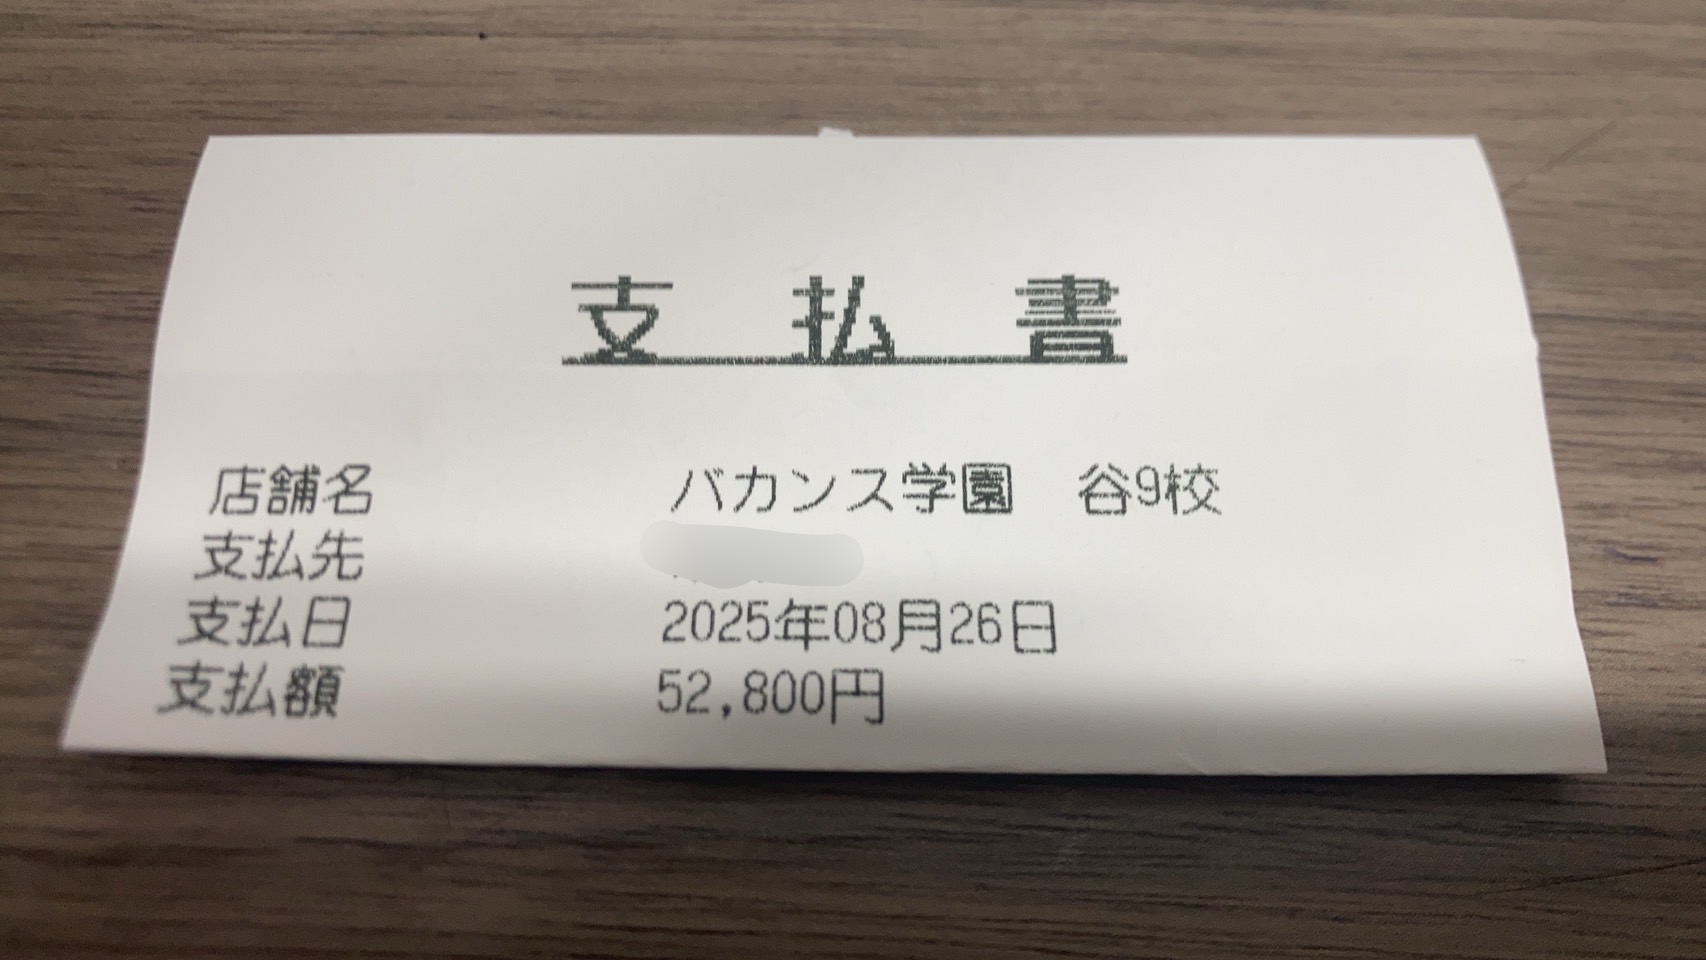 支払書
店舗名 バカンス学園 谷9校
支払先
支払日 2025年08月26日
支払額 52,800円